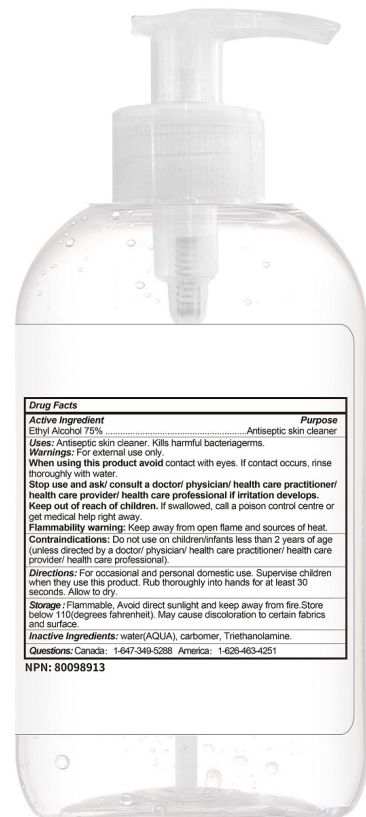 Drug Facts
Active Ingredient Purpose
Ethyl Alcohol 75% ..........................................................Antiseptic skin cleaner
Uses: Antiseptic skin cleaner. Kills harmful bacteriagerms.
Warnings: For external use only.
When using this product avoid contact with eyes. If contact occurs, rinse
thoroughly with water.
Stop use and ask/ consult a doctor/ physician/ health care practitioner/
health care provider/ health care professional if irritation develops.
Keep out of reach of children. If swallowed, call a poison control centre or
get medical help right away.
Flammability warning: Keep away from open flame and sources of heat.
Contraindications: Do not use on children/infants less than 2 years of age
(unless directed by a doctor/ physician/ health care practitioner/ health care
provider/ health care professional).
Directions: For occasional and personal domestic use. Supervise children
when they use this product. Rub thoroughly into hands for at least 30
seconds. Allow to dry.
Storage : Flammable, Avoid direct sunlight and keep away from fire.Store
below 110(degrees fahrenheit). May cause discoloration to certain fabrics
and surface.
Inactive Ingredients: water(AQUA), carbomer, Triethanolamine.
Questions: Canada: 1-647-349-5288 America: 1-626-463-4251
NPN: 80098913